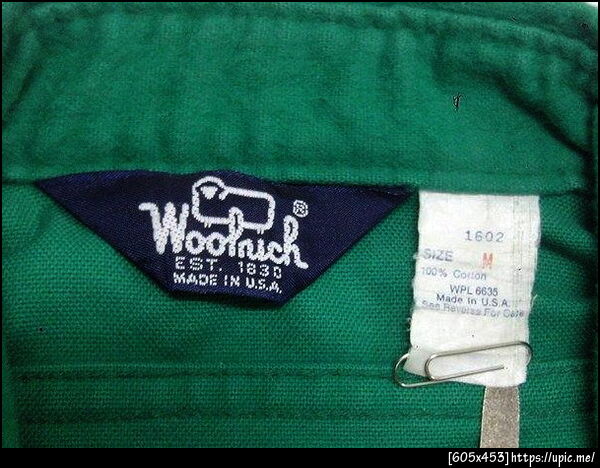 Woolrich®
EST. 1830
MADE IN U.S.A.
1602
SIZE M
100% Cotton
WPL 6635
Made In U.S.A.
See Reverse For Care
[605x453]https://upic.me/